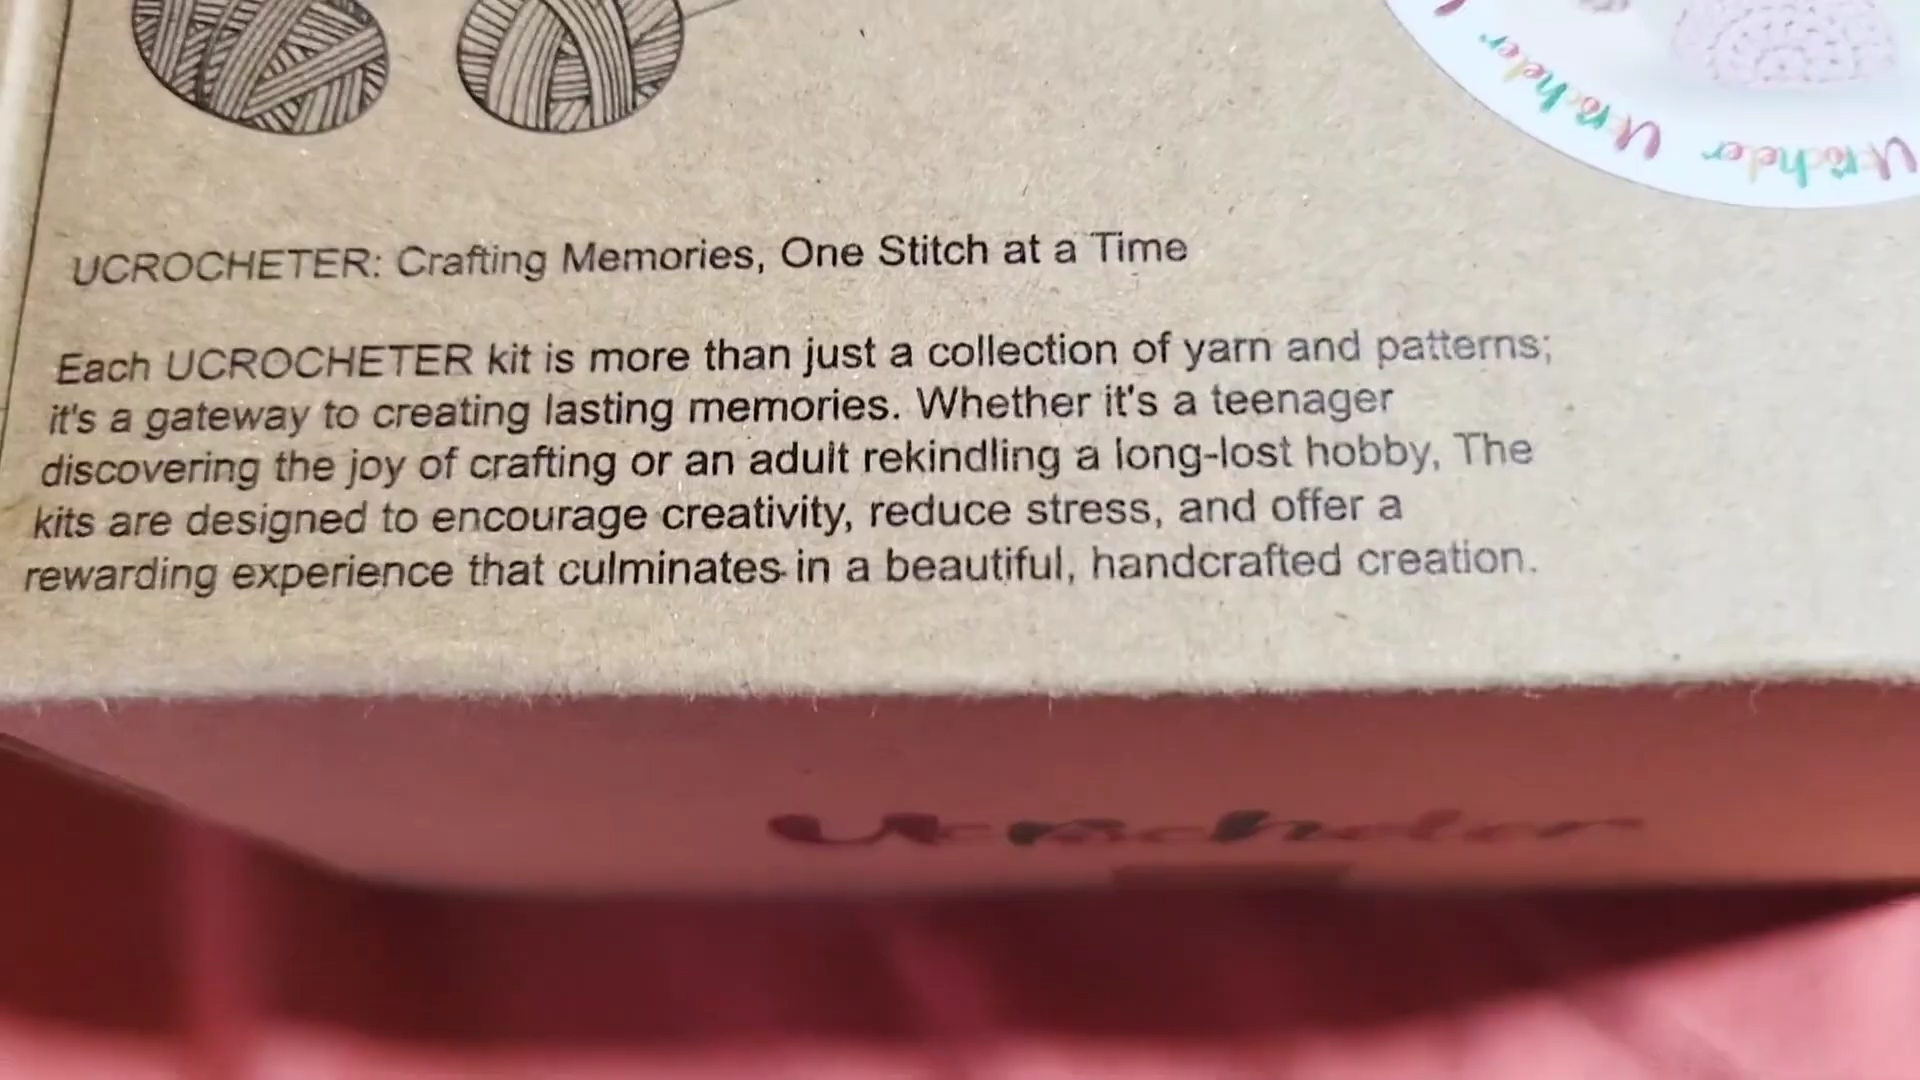 Ucrocheter Ucrocheter
UCROCHETER: Crafting Memories, One Stitch at a Time
Each UCROCHETER kit is more than just a collection of yarn and patterns;
it's a gateway to creating lasting memories. Whether it's a teenager
discovering the joy of crafting or an adult rekindling a long-lost hobby, The
kits are designed to encourage creativity, reduce stress, and offer a
rewarding experience that culminates in a beautiful, handcrafted creation.
Ucrocheter